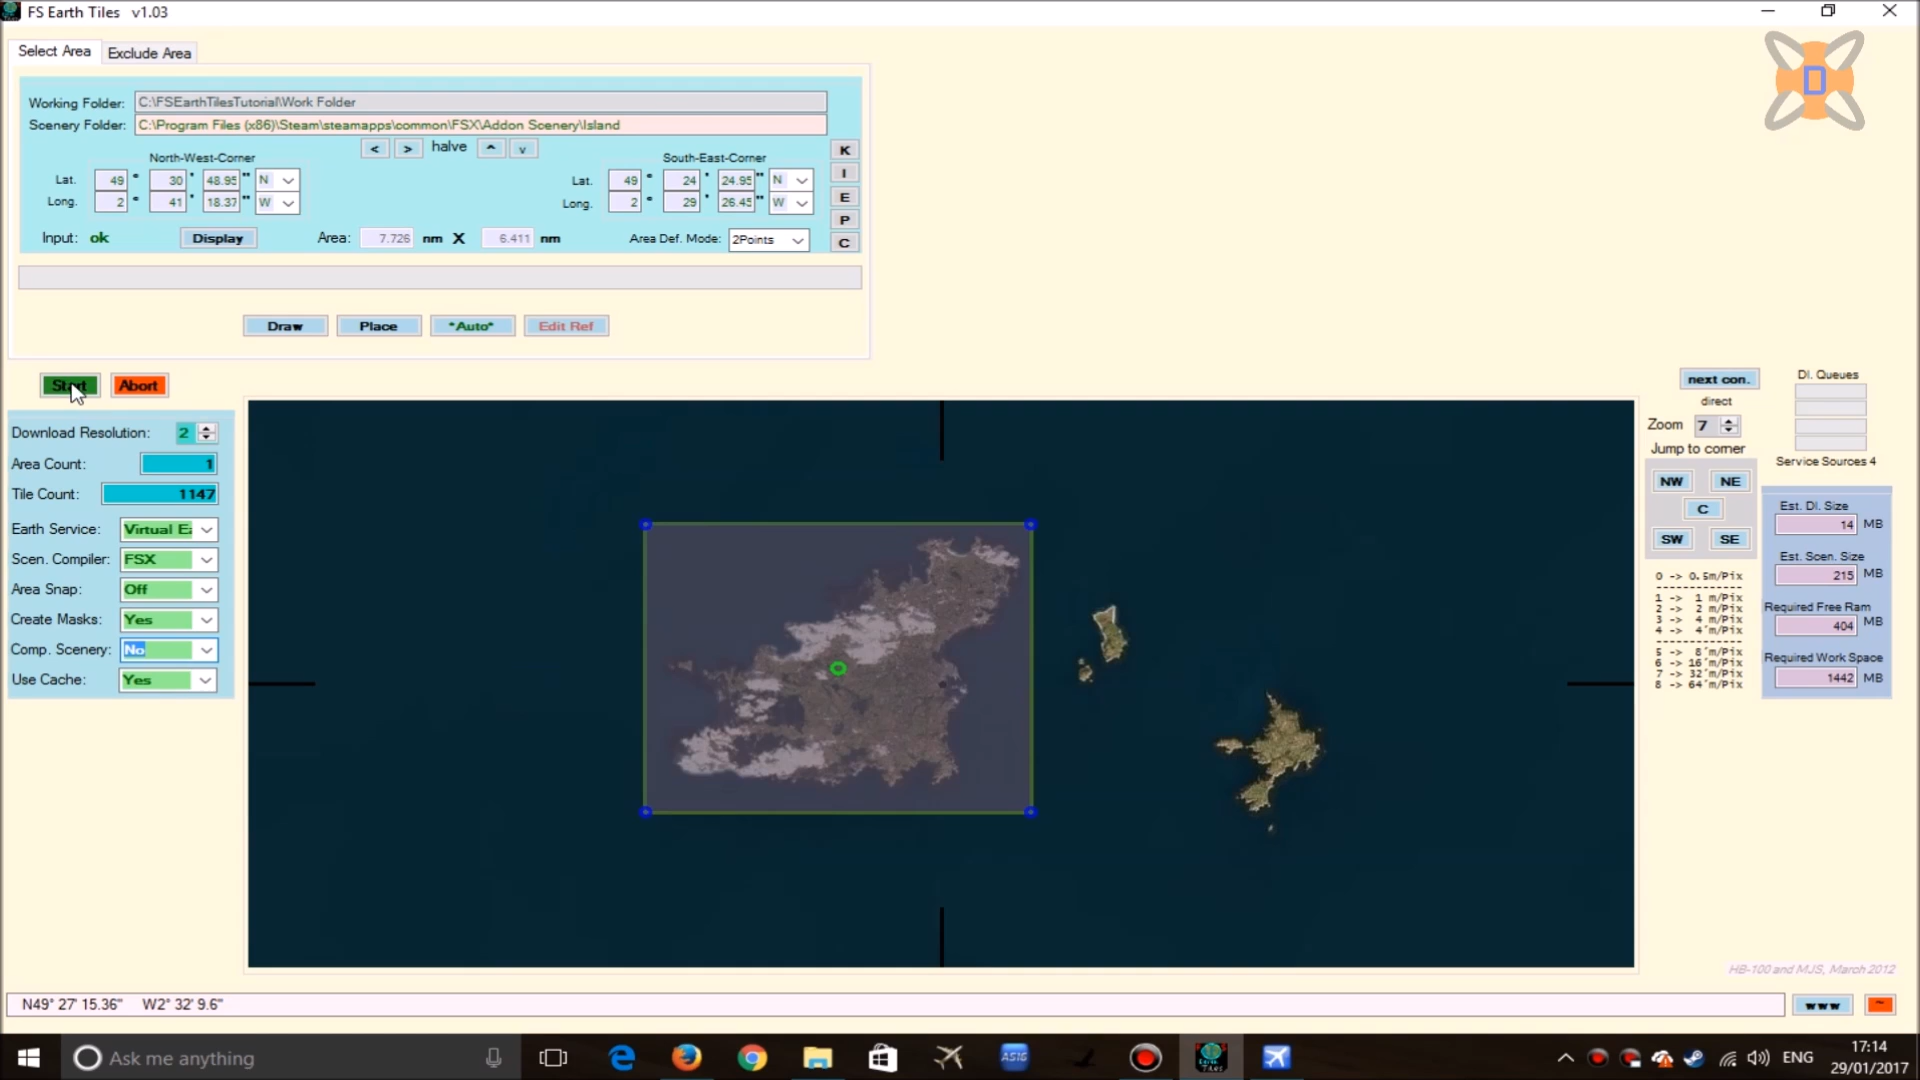 FS Earth Tiles v1.03
Select Area Exclude Area
Working Folder: C:\FSEarthTilesTutorial\Work Folder
Scenery Folder: C:\Program Files (x86)\Steam\steamapps\common\FSX\Addon Scenery\Island
< > halve ^ v
North-West-Corner South-East-Corner
K
I
E
P
C
Lat. 49 ° 30 ' 48.95 " N Lat. 49 ° 24 ' 24.95 " N
Long. 2 ° 41 ' 18.37 " W Long. 2 ° 29 ' 26.45 " W
Input: ok Display Area: 7.726 nm X 6.411 nm Area Def. Mode: 2Points
Draw Place *Auto* Edit Ref
Start Abort
Download Resolution: 2
Area Count: 1
Tile Count: 1147
Earth Service: Virtual Ea
Scen. Compiler: FSX
Area Snap: Off
Create Masks: Yes
Comp. Scenery: No
Use Cache: Yes
D
next con.
direct
Zoom 7
Jump to corner
NW NE
C
SW SE
0 -> 0.5m/Pix
1 -> 1 m/Pix
2 -> 2 m/Pix
3 -> 4 m/Pix
4 -> 4´m/Pix
5 -> 8´m/Pix
6 -> 16´m/Pix
7 -> 32´m/Pix
8 -> 64´m/Pix
Dl. Queues
Service Sources 4
Est. Dl. Size
14 MB
Est. Scen. Size
215 MB
Required Free Ram
404 MB
Required Work Space
1442 MB
HB-100 and MJS, March 2012
N49° 27' 15.36" W2° 32' 9.6"
www ~
Ask me anything
AS16
ENG
17:14
29/01/2017